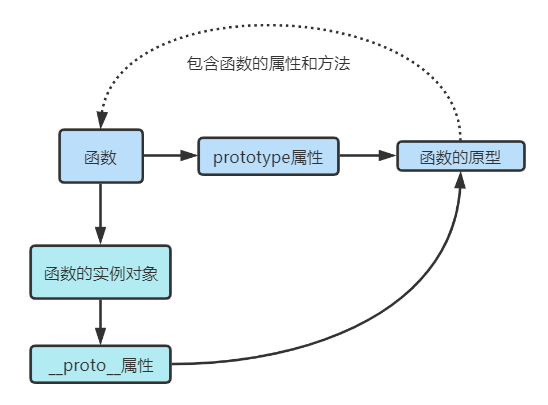 包含函数的属性和方法
函数
prototype属性
函数的原型
函数的实例对象
__proto__属性